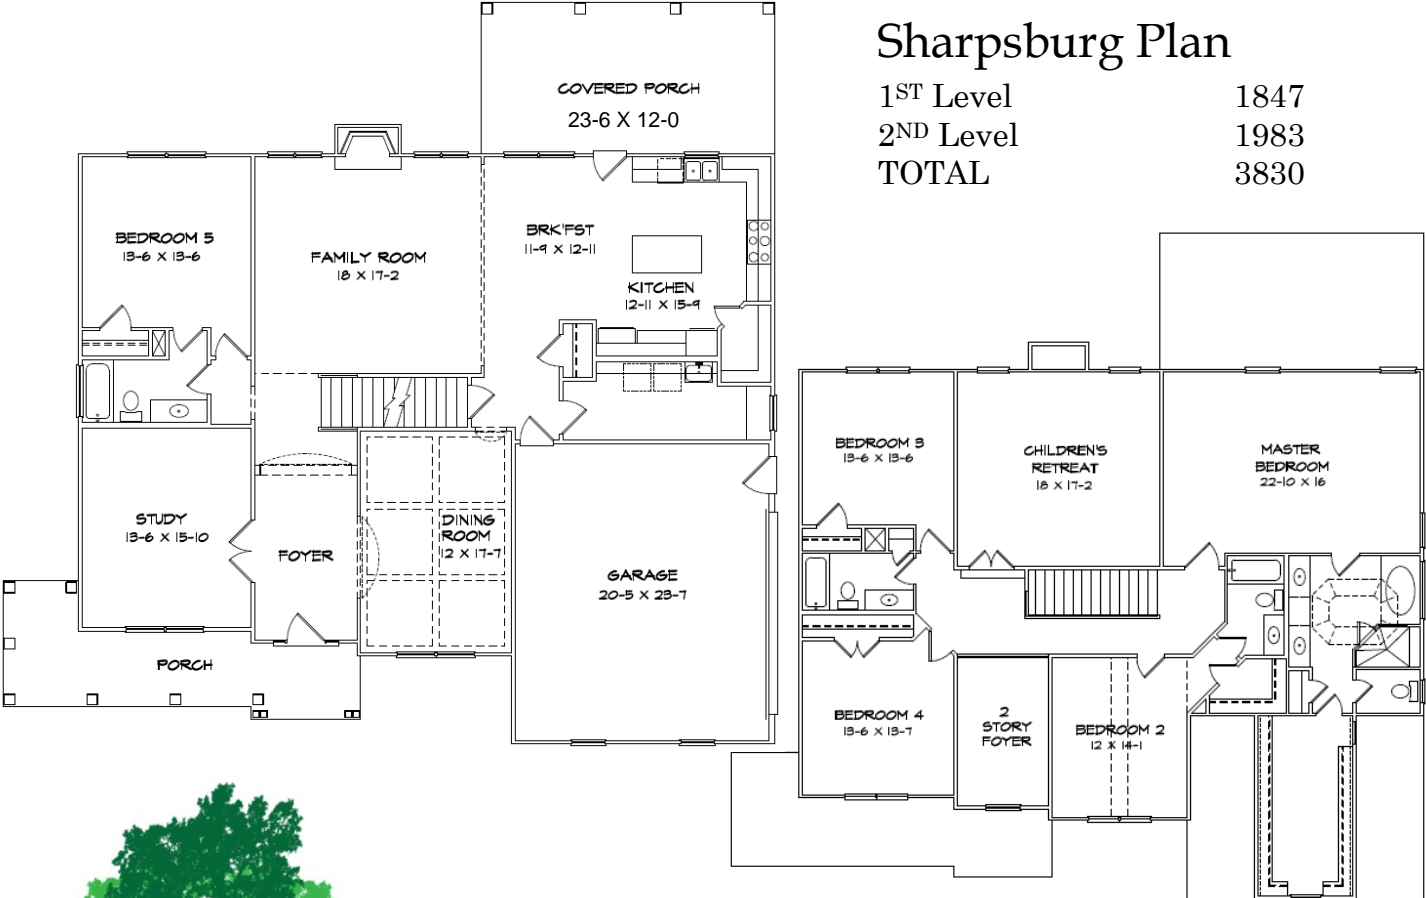 Sharpsburg Plan
1ST Level 1847
2ND Level 1983
TOTAL 3830
COVERED PORCH
23-6 X 12-0
BEDROOM 5
13-6 X 13-6
FAMILY ROOM
18 X 17-2
BRK'FST
11-9 X 12-11
KITCHEN
12-11 X 15-9
STUDY
13-6 X 15-10
FOYER
DINING
ROOM
12 X 17-7
GARAGE
20-5 X 23-7
PORCH
BEDROOM 3
13-6 X 13-6
CHILDREN'S
RETREAT
18 X 17-2
MASTER
BEDROOM
22-10 X 16
BEDROOM 4
13-6 X 13-7
2
STORY
FOYER
BEDROOM 2
12 X 14-1